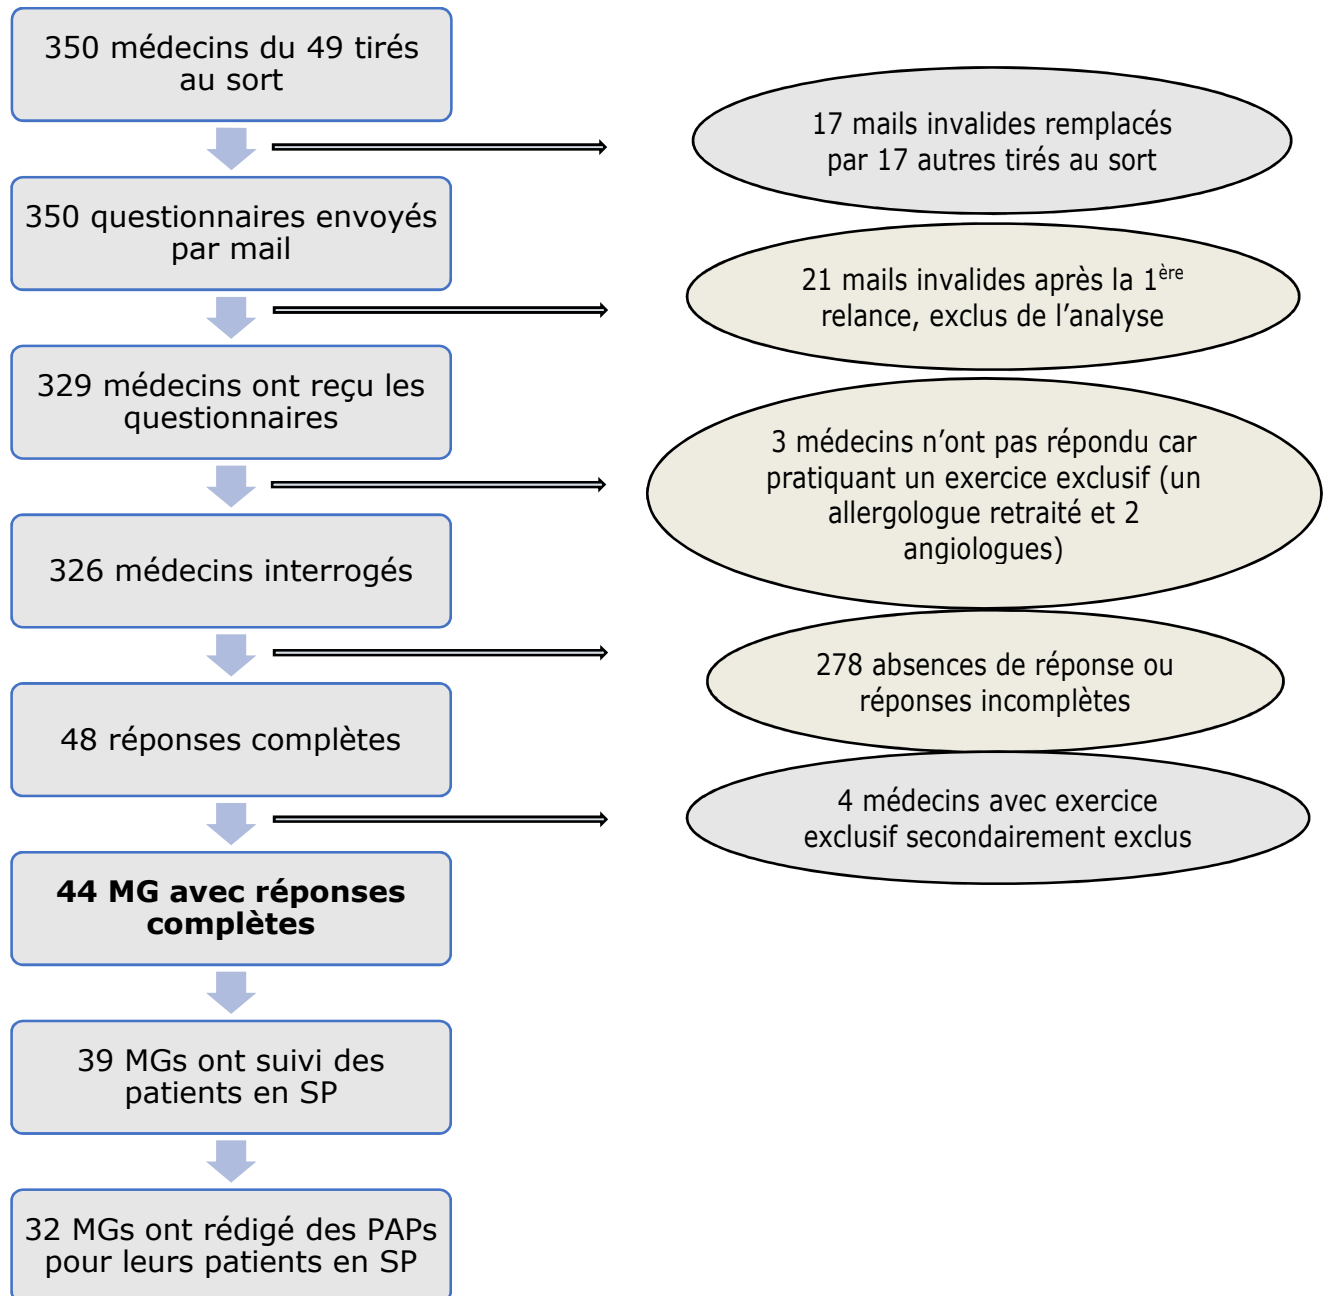 350 médecins du 49 tirés
au sort
17 mails invalides remplacés
par 17 autres tirés au sort
350 questionnaires envoyés
par mail
21 mails invalides après la 1ère
relance, exclus de l’analyse
329 médecins ont reçu les
questionnaires
3 médecins n’ont pas répondu car
pratiquant un exercice exclusif (un
allergologue retraité et 2
angiologues)
326 médecins interrogés
278 absences de réponse ou
réponses incomplètes
48 réponses complètes
4 médecins avec exercice
exclusif secondairement exclus
44 MG avec réponses
complètes
39 MGs ont suivi des
patients en SP
32 MGs ont rédigé des PAPs
pour leurs patients en SP